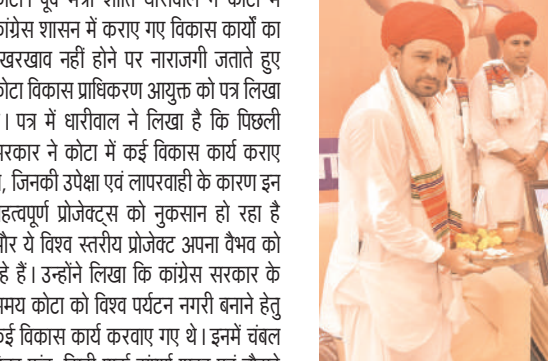 पूर्व मंत्री शांति धारीवाल ने कोटा में
कांग्रेस शासन में कराए गए विकास कार्यों का
नहीं होने पर नाराजगी जताते हुए
विकास प्राधिकरण आयुक्त को पत्र लिखा
। पत्र में धारीवाल ने लिखा है कि पिछली
सरकार ने कोटा में कई विकास कार्य कराए
, जिनकी उपेक्षा एवं लापरवाही के कारण इन
महत्वपूर्ण प्रोजेक्ट्स को नुकसान हो रहा है
और ये विश्व स्तरीय प्रोजेक्ट अपना वैभव को
रहे हैं। उन्होंने लिखा कि कांग्रेस सरकार के
समय कोटा को विश्व पर्यटन नगरी बनाने हेतु
कई विकास कार्य करवाए गए थे। इनमें चंबल